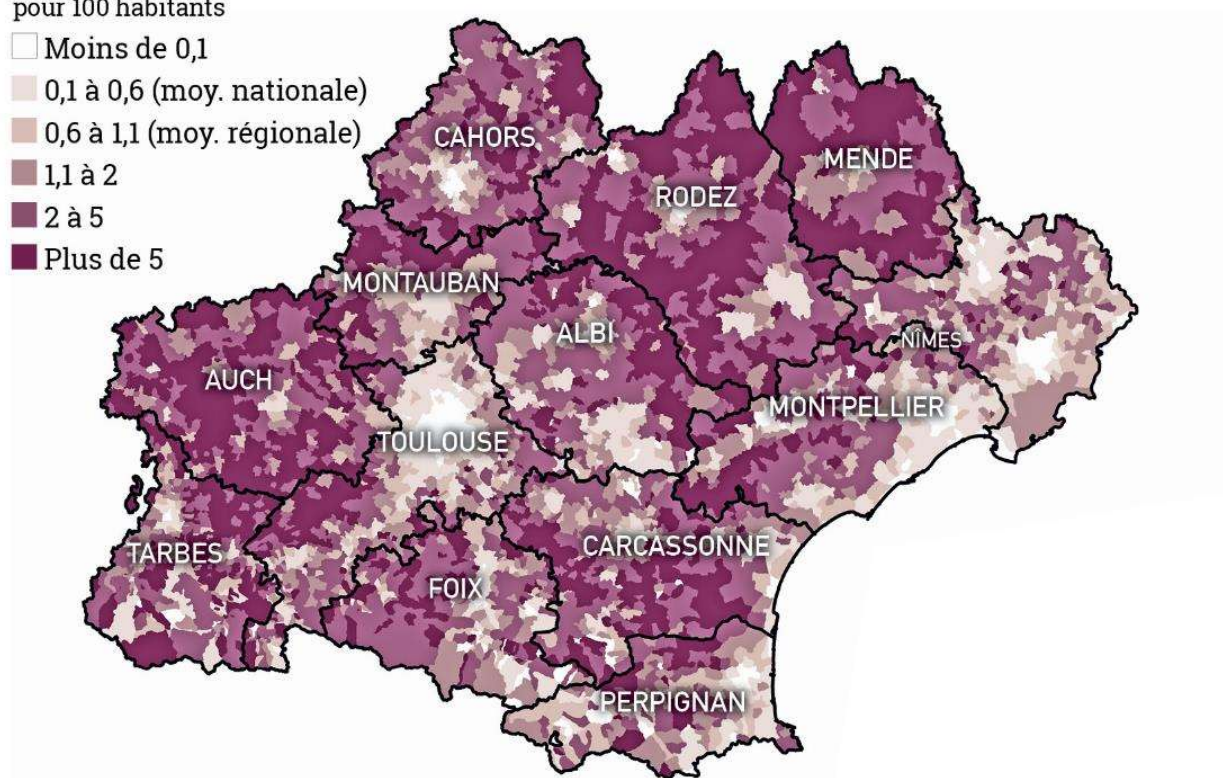 pour 100 habitants
Moins de 0,1
0,1 à 0,6 (moy. nationale)
0,6 à 1,1 (moy. régionale)
1,1 à 2
2 à 5
Plus de 5
CAHORS
MENDE
RODEZ
MONTAUBAN
ALBI
NÎMES
AUCH
MONTPELLIER
TOULOUSE
CARCASSONNE
TARBES
FOIX
PERPIGNAN